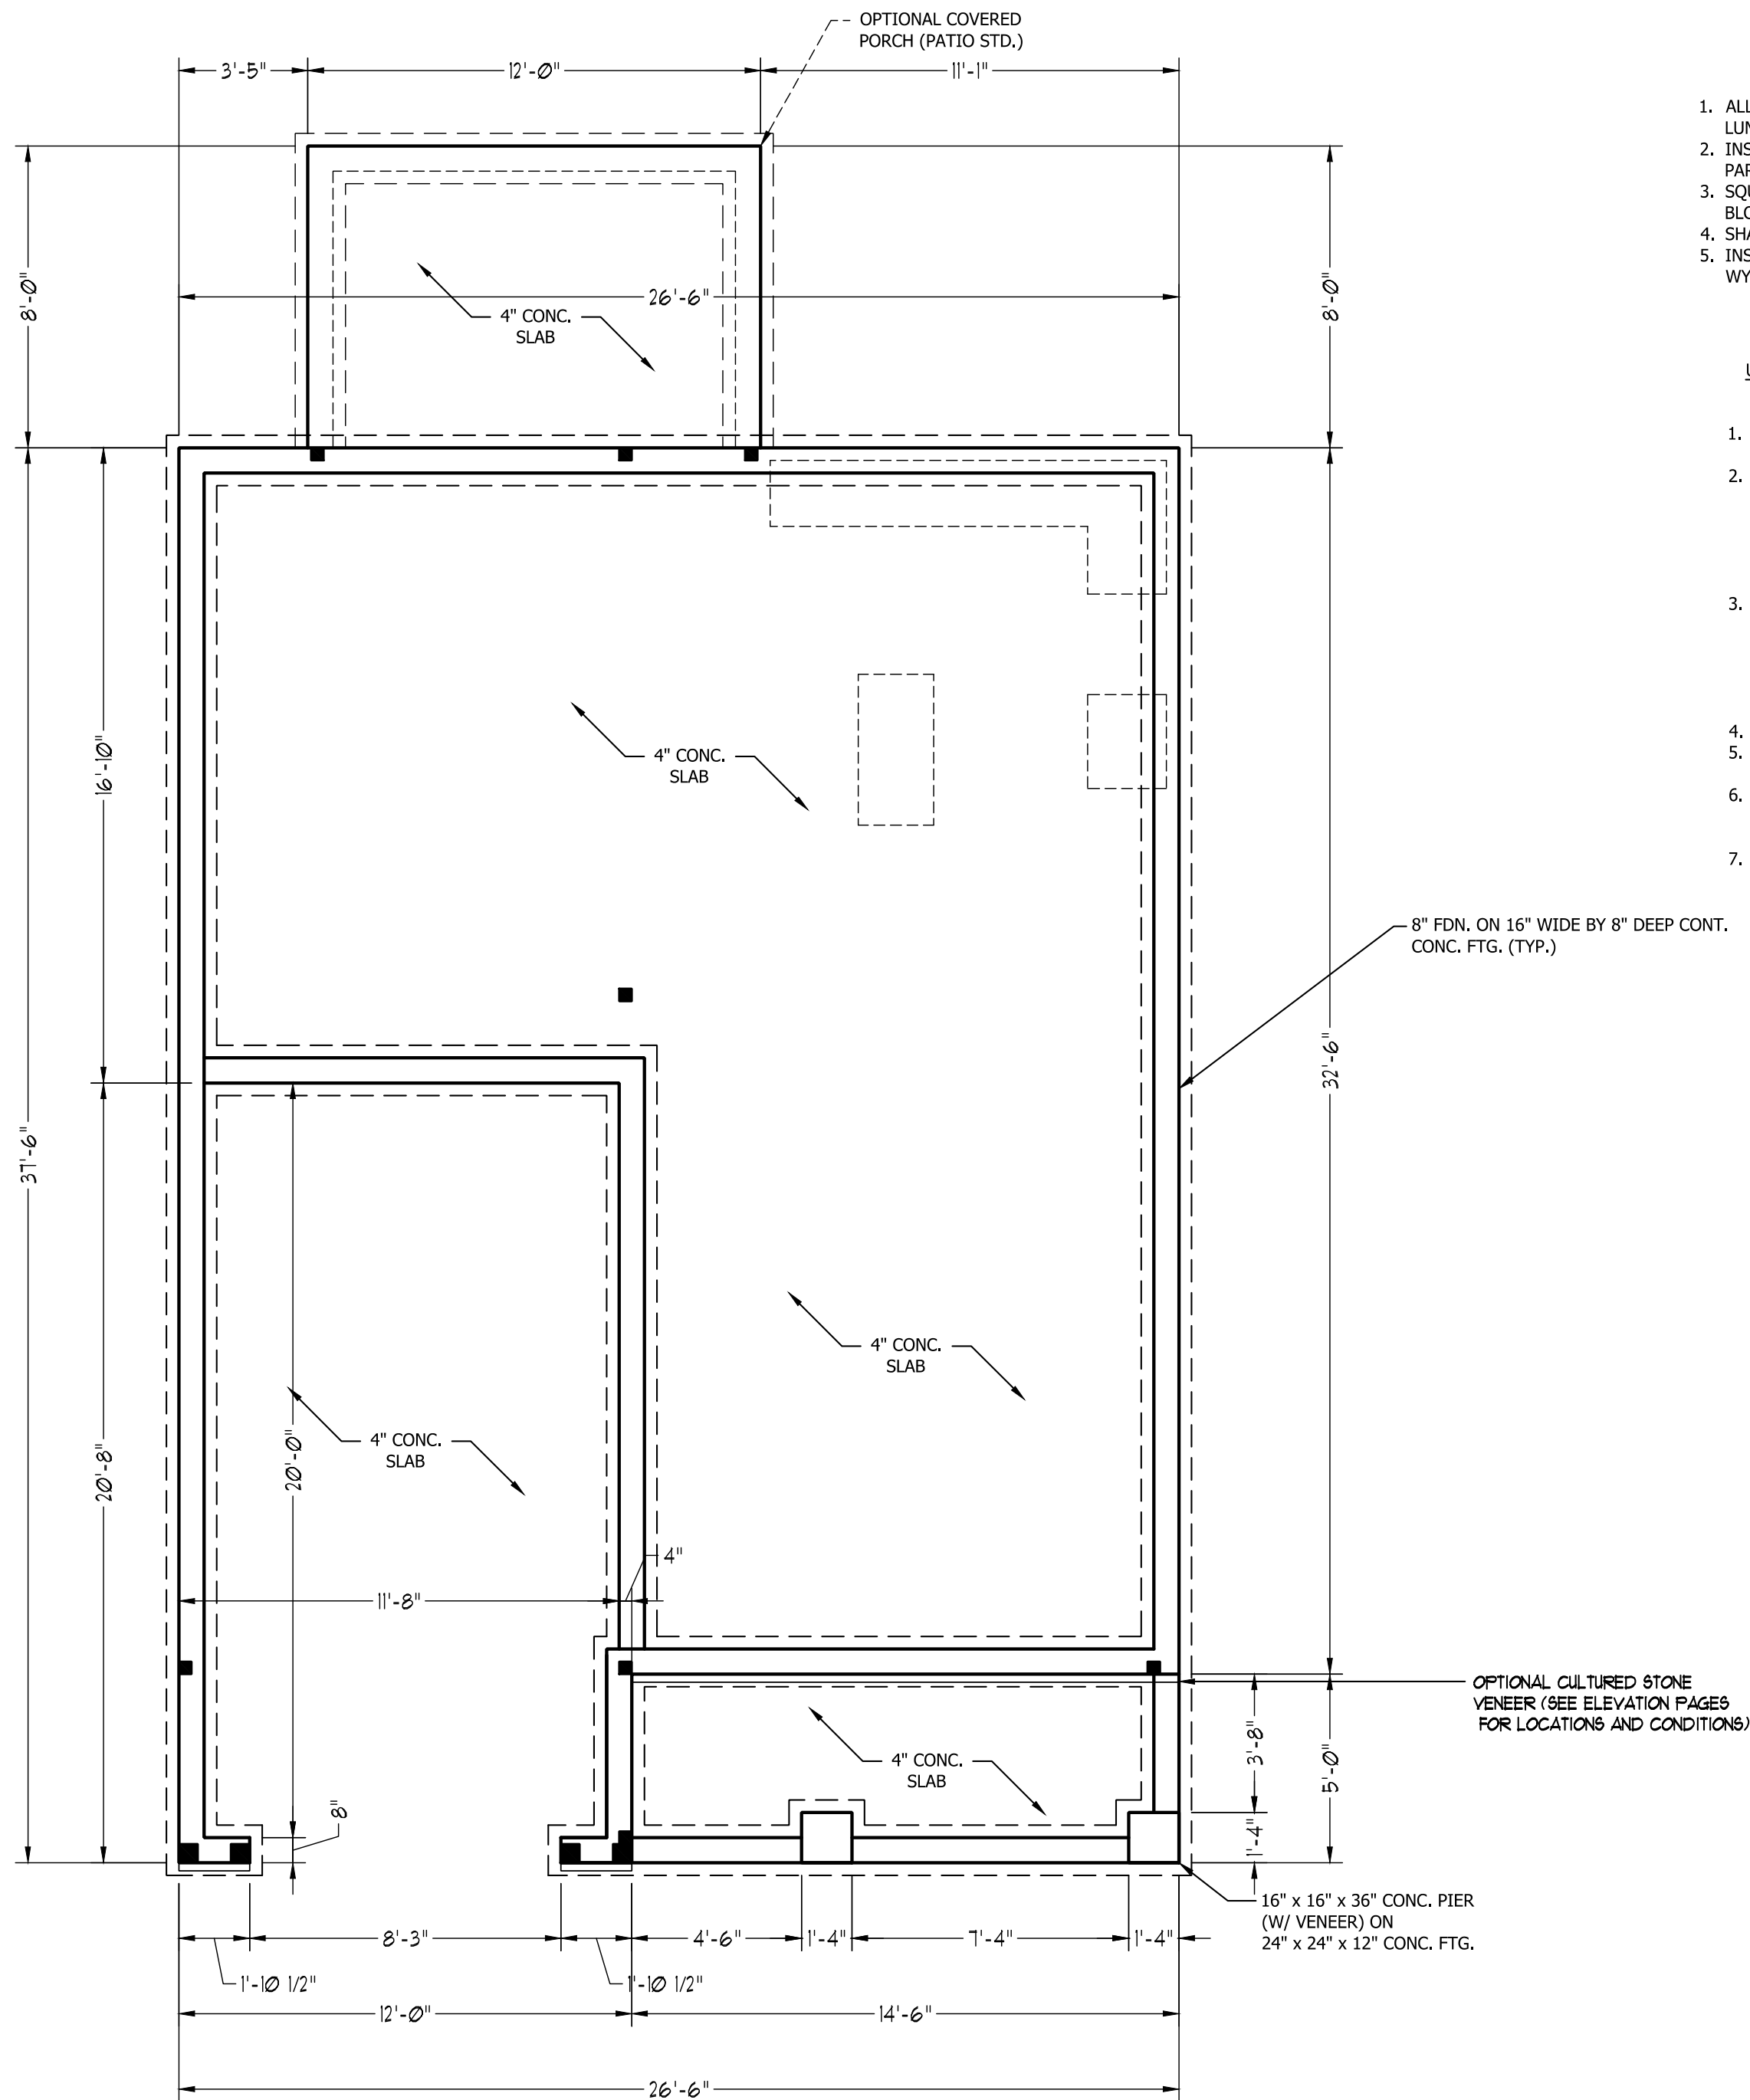 OPTIONAL COVERED
PORCH (PATIO STD.)
3'-5"
12'-0"
11'-1"
1. ALL
2. INS
3. SQU
4. SHA
5. INS
WY
8'-0"
26'-6"
8'-0"
4" CONC.
SLAB
1.
2.
3.
4.
5.
6.
7.
16'-10"
4" CONC.
SLAB
8" FDN. ON 16" WIDE BY 8" DEEP CONT.
CONC. FTG. (TYP.)
32'-6"
37'-6"
4" CONC.
SLAB
20'-8"
20'-0"
4" CONC.
SLAB
4"
11'-8"
OPTIONAL CULTURED STONE
VENEER (SEE ELEVATION PAGES
FOR LOCATIONS AND CONDITIONS)
3'-8"
5'-0"
4" CONC.
SLAB
8"
1'-4"
16" x 16" x 36" CONC. PIER
(W/ VENEER) ON
24" x 24" x 12" CONC. FTG.
8'-3"
4'-6"
1'-4"
7'-4"
1'-4"
1'-10 1/2"
1'-10 1/2"
12'-0"
14'-6"
26'-6"